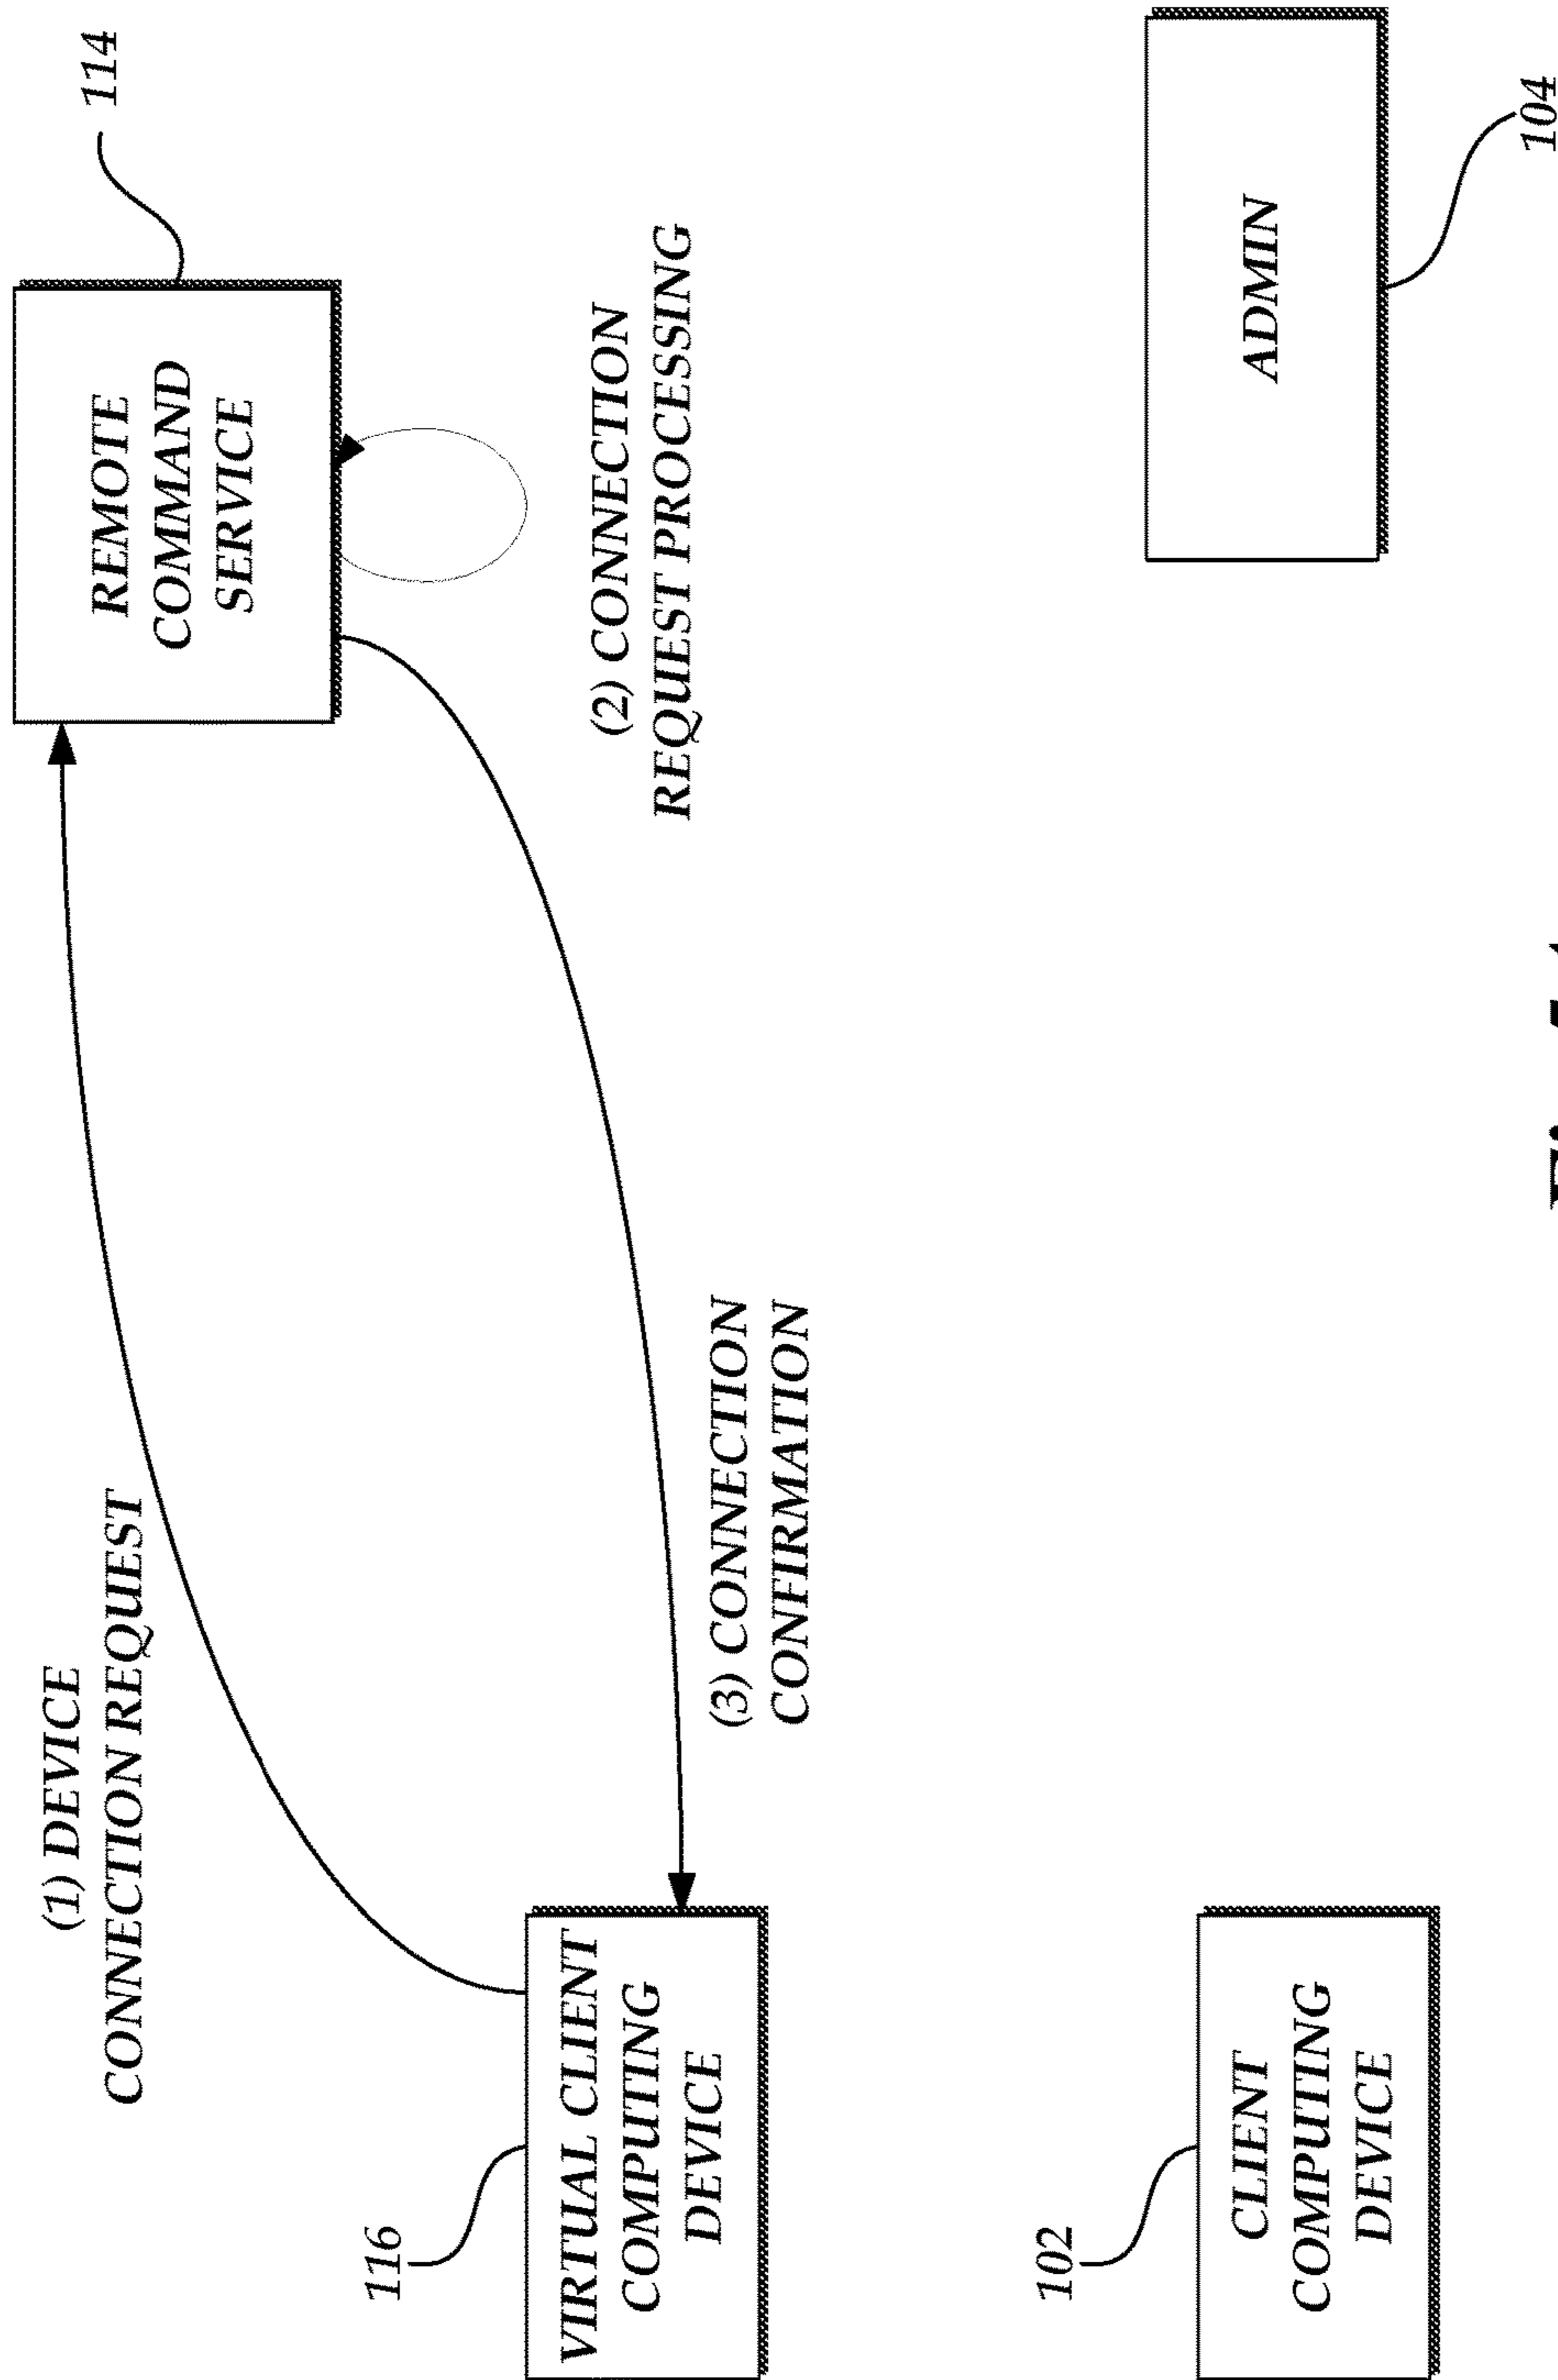 (1) DEVICE
CONNECTION REQUEST
114
REMOTE
COMMAND
SERVICE
116
VIRTUAL CLIENT
COMPUTING
DEVICE
(2) CONNECTION
REQUEST PROCESSING
(3) CONNECTION
CONFIRMATION
102
CLIENT
COMPUTING
DEVICE
ADMIN
104